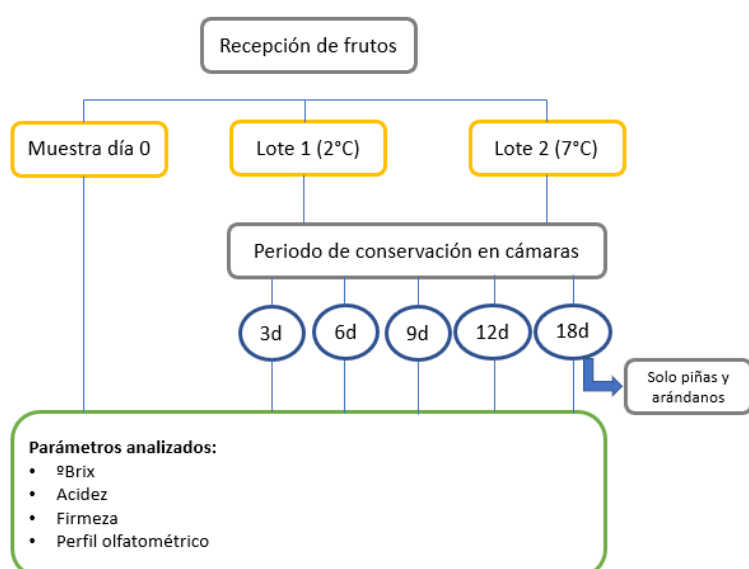 Recepción de frutos
Muestra día 0
Lote 1 (2°C)
Lote 2 (7°C)
Periodo de conservación en cámaras
3d
6d
9d
12d
18d
Solo piñas y
arándanos
Parámetros analizados:
• ºBrix
• Acidez
• Firmeza
• Perfil olfatométrico